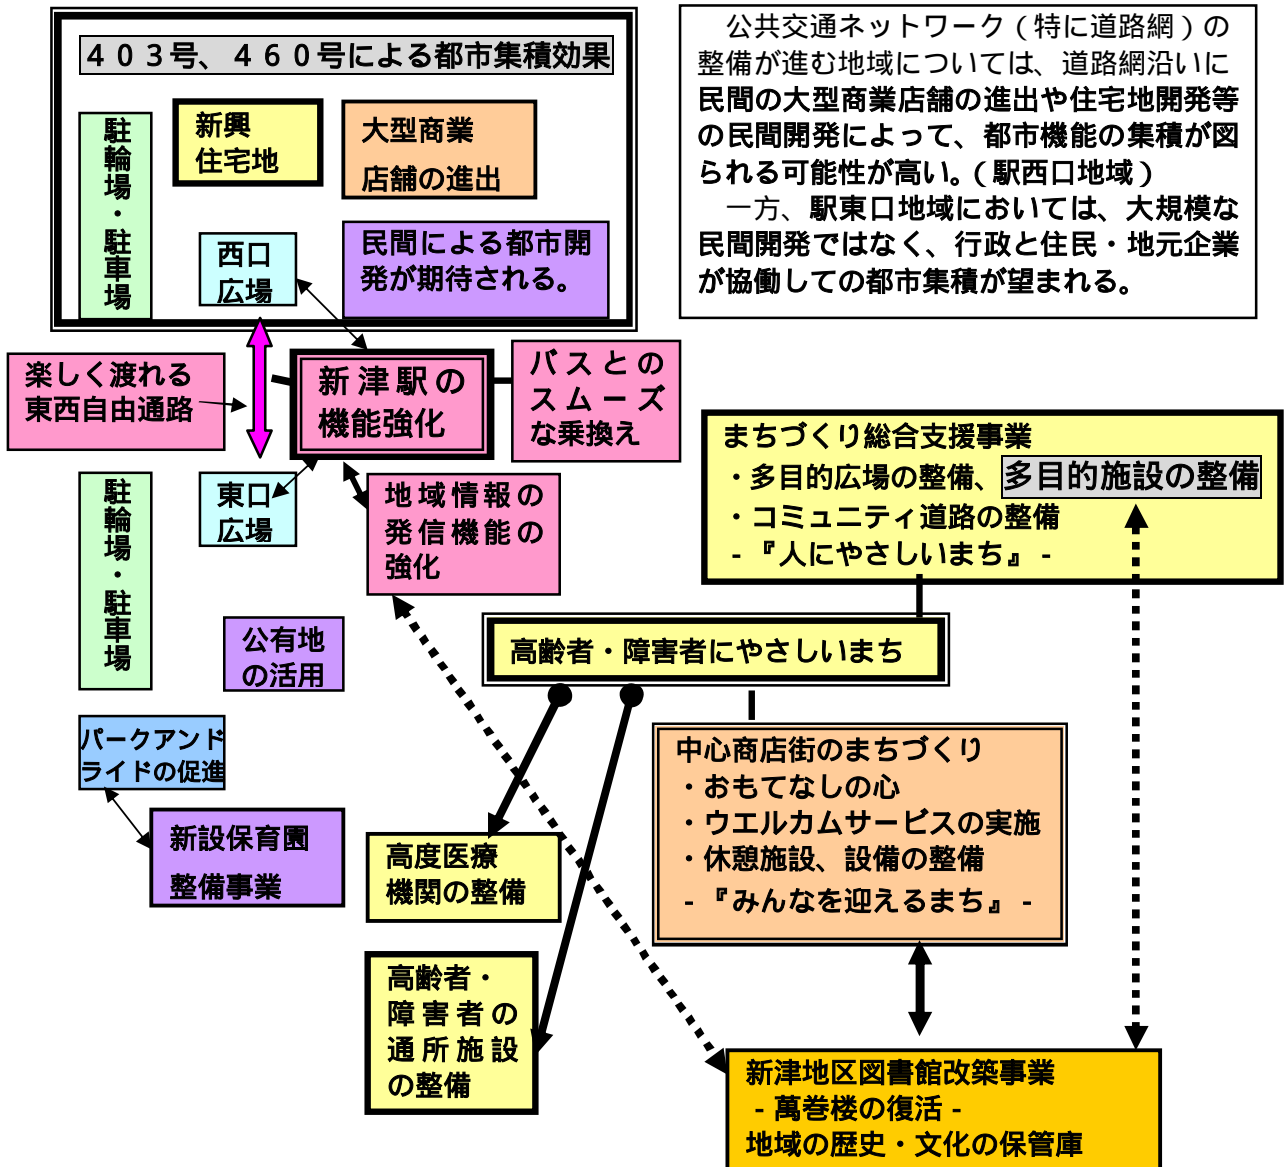 ４０３号、４６０号による都市集積効果
駐輪場・駐車場
新興
住宅地
大型商業
店舗の進出
西口
広場
民間による都市開
発が期待される。
　公共交通ネットワーク（特に道路網）の
整備が進む地域については、道路網沿いに
民間の大型商業店舗の進出や住宅地開発等
の民間開発によって、都市機能の集積が図
られる可能性が高い。（駅西口地域）
　一方、駅東口地域においては、大規模な
民間開発ではなく、行政と住民・地元企業
が協働しての都市集積が望まれる。
楽しく渡れる
東西自由通路
新津駅の
機能強化
バスとの
スムーズ
な乗換え
駐輪場・駐車場
東口
広場
地域情報の
発信機能の
強化
まちづくり総合支援事業
・多目的広場の整備、多目的施設の整備
・コミュニティ道路の整備
-『人にやさしいまち』-
公有地
の活用
高齢者・障害者にやさしいまち
パークアンド
ライドの促進
新設保育園
整備事業
高度医療
機関の整備
中心商店街のまちづくり
・おもてなしの心
・ウエルカムサービスの実施
・休憩施設、設備の整備
-『みんなを迎えるまち』-
高齢者・
障害者の
通所施設
の整備
新津地区図書館改築事業
-萬巻楼の復活-
地域の歴史・文化の保管庫